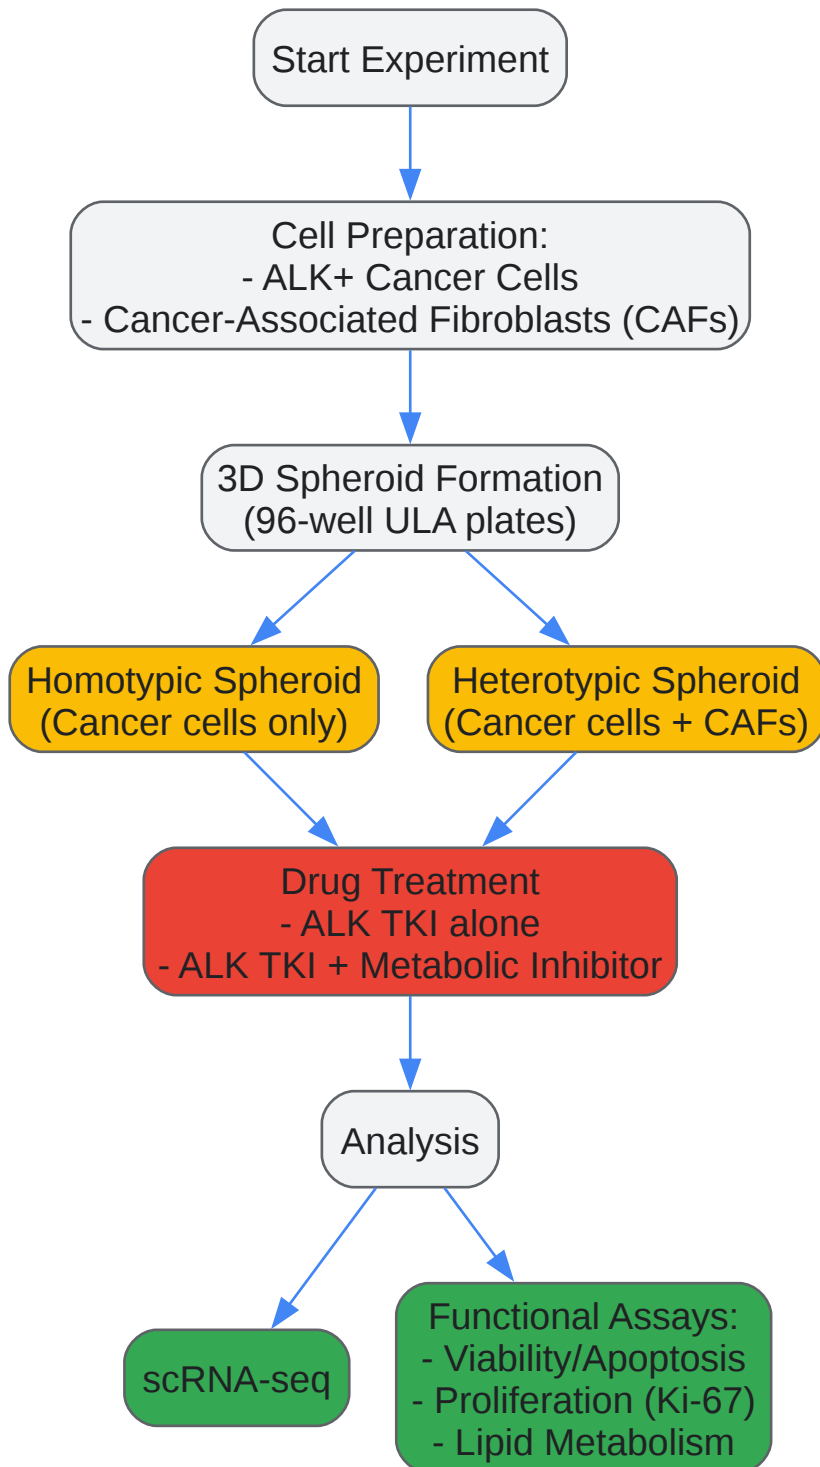 Start Experiment
Cell Preparation:
- ALK+ Cancer Cells
- Cancer-Associated Fibroblasts (CAFs)
3D Spheroid Formation
(96-well ULA plates)
Homotypic Spheroid
(Cancer cells only)
Heterotypic Spheroid
(Cancer cells + CAFs)
Drug Treatment
- ALK TKI alone
- ALK TKI + Metabolic Inhibitor
Analysis
scRNA-seq
Functional Assays:
- Viability/Apoptosis
- Proliferation (Ki-67)
- Lipid Metabolism